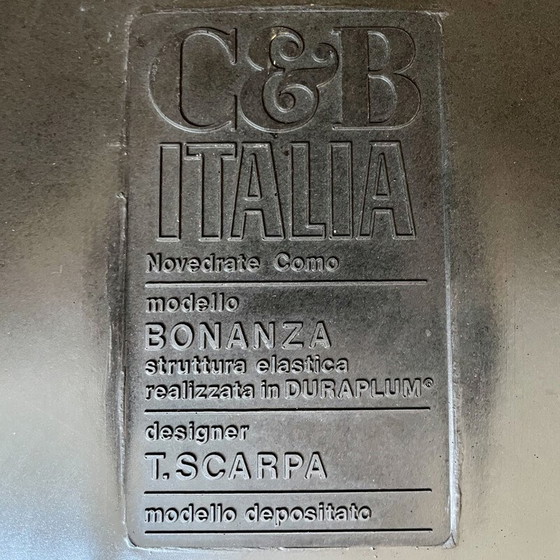 C&B
ITALIA
Novedrate Como
modello
BONANZA
struttura elastica
realizzata in DURAPLUM®
designer
T. SCARPA
modello depositato